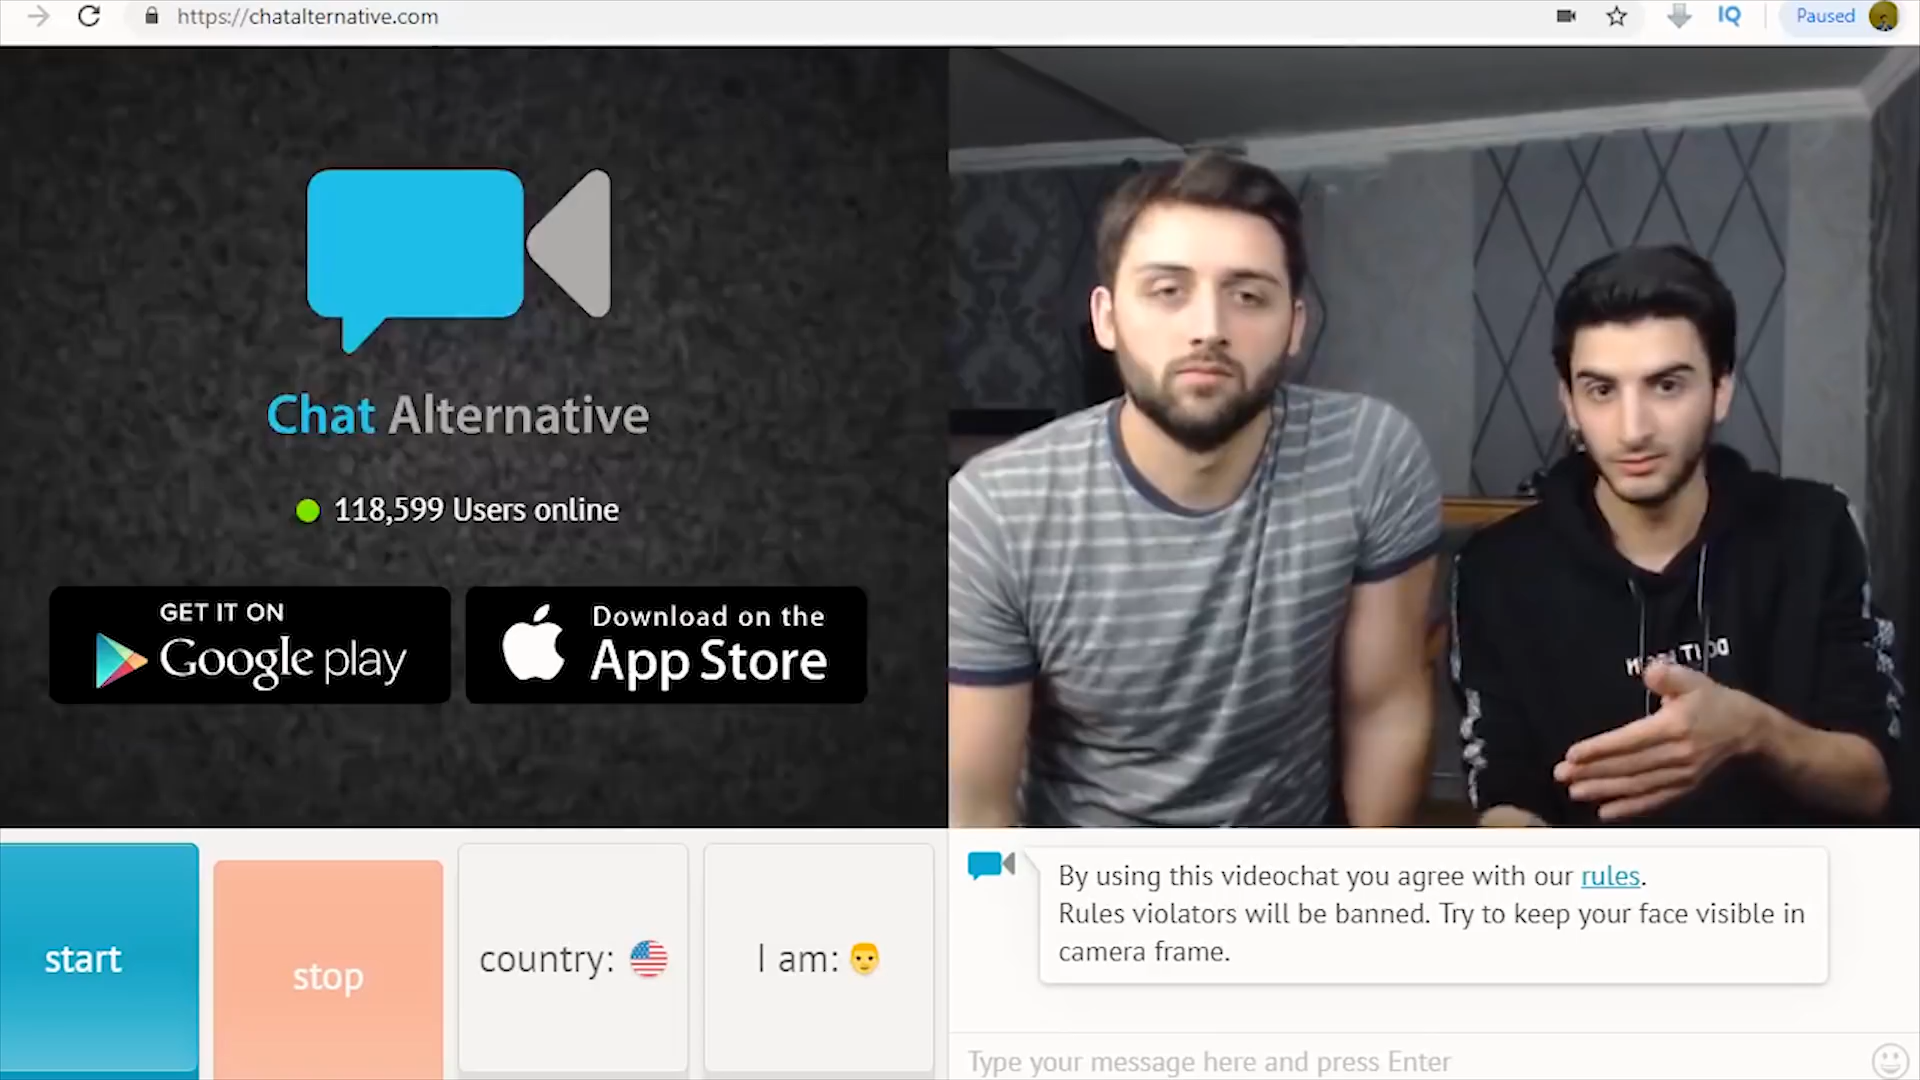 https://chatalternative.com
IQ
Paused
Chat Alternative
118,599 Users online
GET IT ON
Google play
Download on the
App Store
start
stop
country:
I am:
By using this videochat you agree with our rules.
Rules violators will be banned. Try to keep your face visible in
camera frame.
Type your message here and press Enter